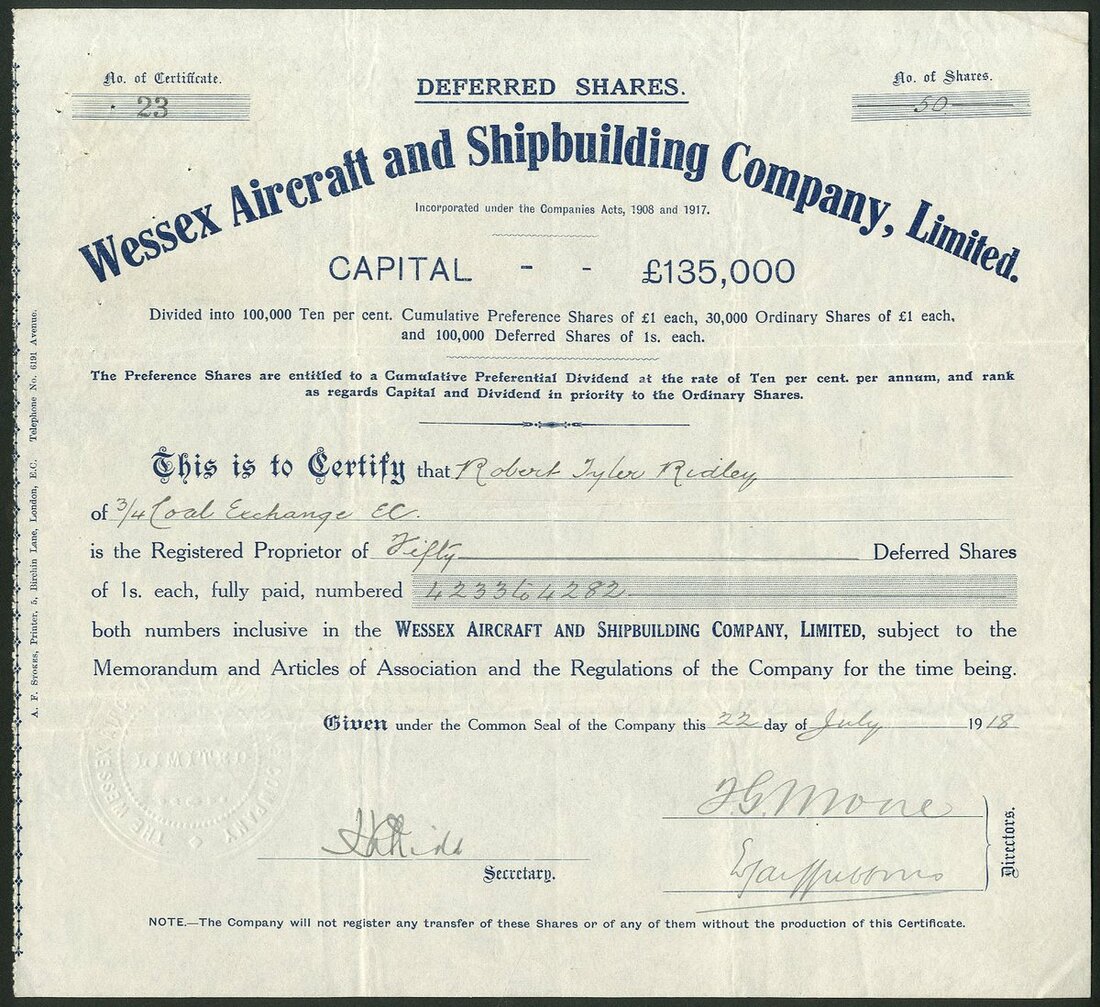 No. of Certificate.
23
DEFERRED SHARES.
No. of Shares.
50
Wessex Aircraft and Shipbuilding Company, Limited.
Incorporated under the Companies Acts, 1908 and 1917.
CAPITAL - - £135,000
Divided into 100,000 Ten per cent. Cumulative Preference Shares of £1 each, 30,000 Ordinary Shares of £1 each,
and 100,000 Deferred Shares of 1s. each.
The Preference Shares are entitled to a Cumulative Preferential Dividend at the rate of Ten per cent. per annum, and rank
as regards Capital and Dividend in priority to the Ordinary Shares.
This is to Certify that Robert Tyler Ridley
of 3/4 Coal Exchange EC.
is the Registered Proprietor of Fifty Deferred Shares
of 1s. each, fully paid, numbered 4233 to 4282
both numbers inclusive in the WESSEX AIRCRAFT AND SHIPBUILDING COMPANY, LIMITED, subject to the
Memorandum and Articles of Association and the Regulations of the Company for the time being.
Given under the Common Seal of the Company this 22 day of July 1918
THE WESSEX
COMPANY
LIMITED
Secretary.
Directors.
NOTE.—The Company will not register any transfer of these Shares or of any of them without the production of this Certificate.
A. F. STOKES, Printer, 5, Birchin Lane, London, E.C. Telephone No. 6191 Avenue.